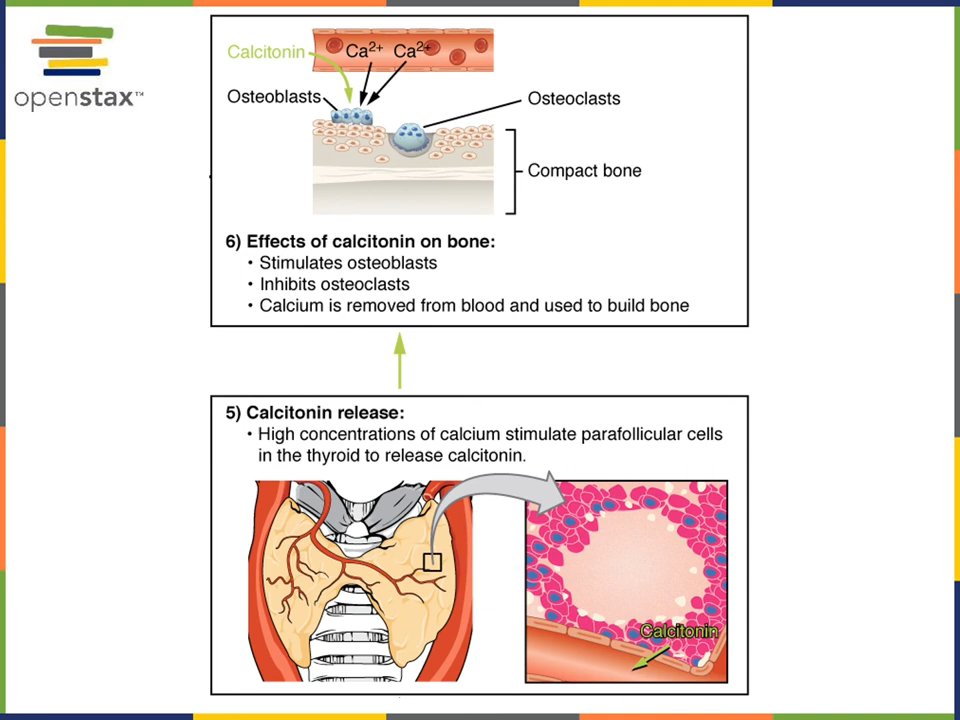 openstax™
Calcitonin
Ca2+ Ca2+
Osteoblasts
Osteoclasts
Compact bone
6) Effects of calcitonin on bone:
• Stimulates osteoblasts
• Inhibits osteoclasts
• Calcium is removed from blood and used to build bone
5) Calcitonin release:
• High concentrations of calcium stimulate parafollicular cells
in the thyroid to release calcitonin.
Calcitonin